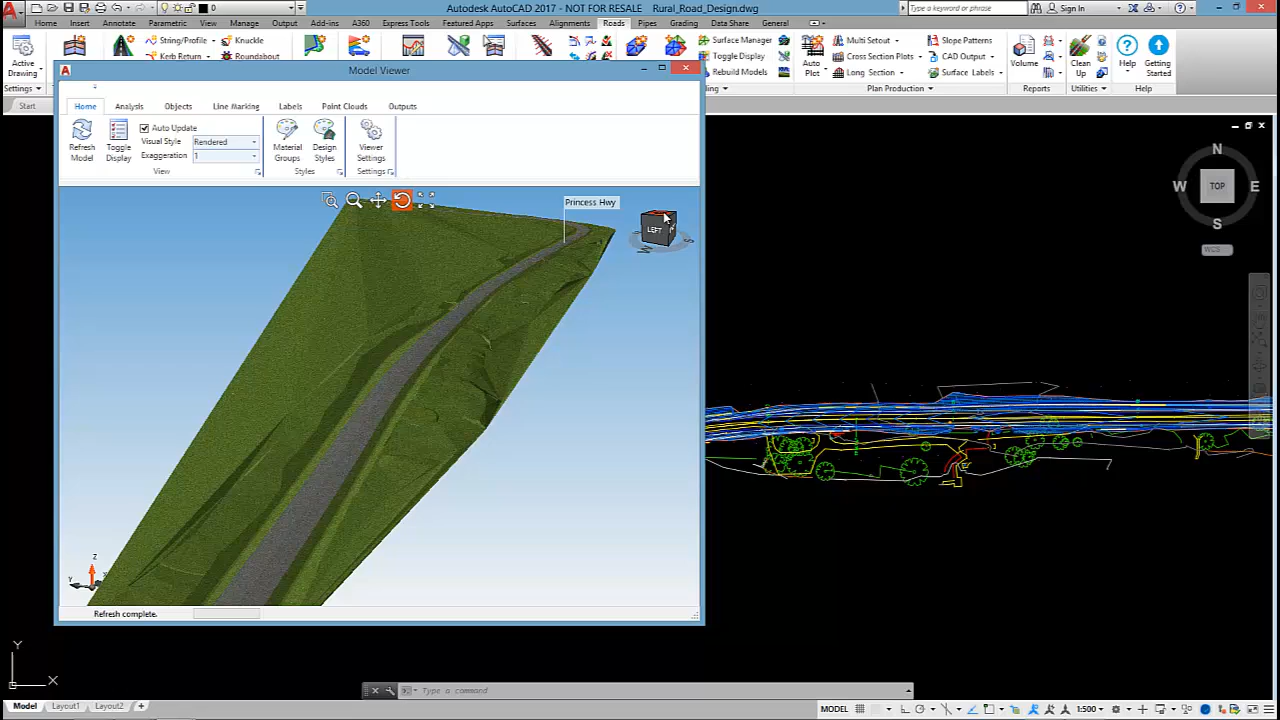 Autodesk AutoCAD 2017 - NOT FOR RESALE Rural_Road_Design.dwg
Type a keyword or phrase
Sign In
0
Home Insert Annotate Parametric View Manage Output Add-ins A360 Express Tools Featured Apps Surfaces Alignments Roads Pipes Grading Data Share General
Active Drawing
String/Profile
Kerb Return
Knuckle
Roundabout
Surface Manager
Toggle Display
Rebuild Models
Auto Plot
Multi Setout
Cross Section Plots
Long Section
Slope Patterns
CAD Output
Surface Labels
Volume
Clean Up
Help
Getting Started
Settings
Plan Production
Reports
Utilities
Help
Start
Model Viewer
Home Analysis Objects Line Marking Labels Point Clouds Outputs
Refresh Model
Toggle Display
Auto Update
Visual Style Rendered
Exaggeration 1
Material Groups
Design Styles
Viewer Settings
View
Styles
Settings
Princess Hwy
LEFT
N
S
Z
Y
Refresh complete.
N
W
TOP
E
S
WCS
Y
X
Type a command
Model Layout1 Layout2 +
MODEL
1:500